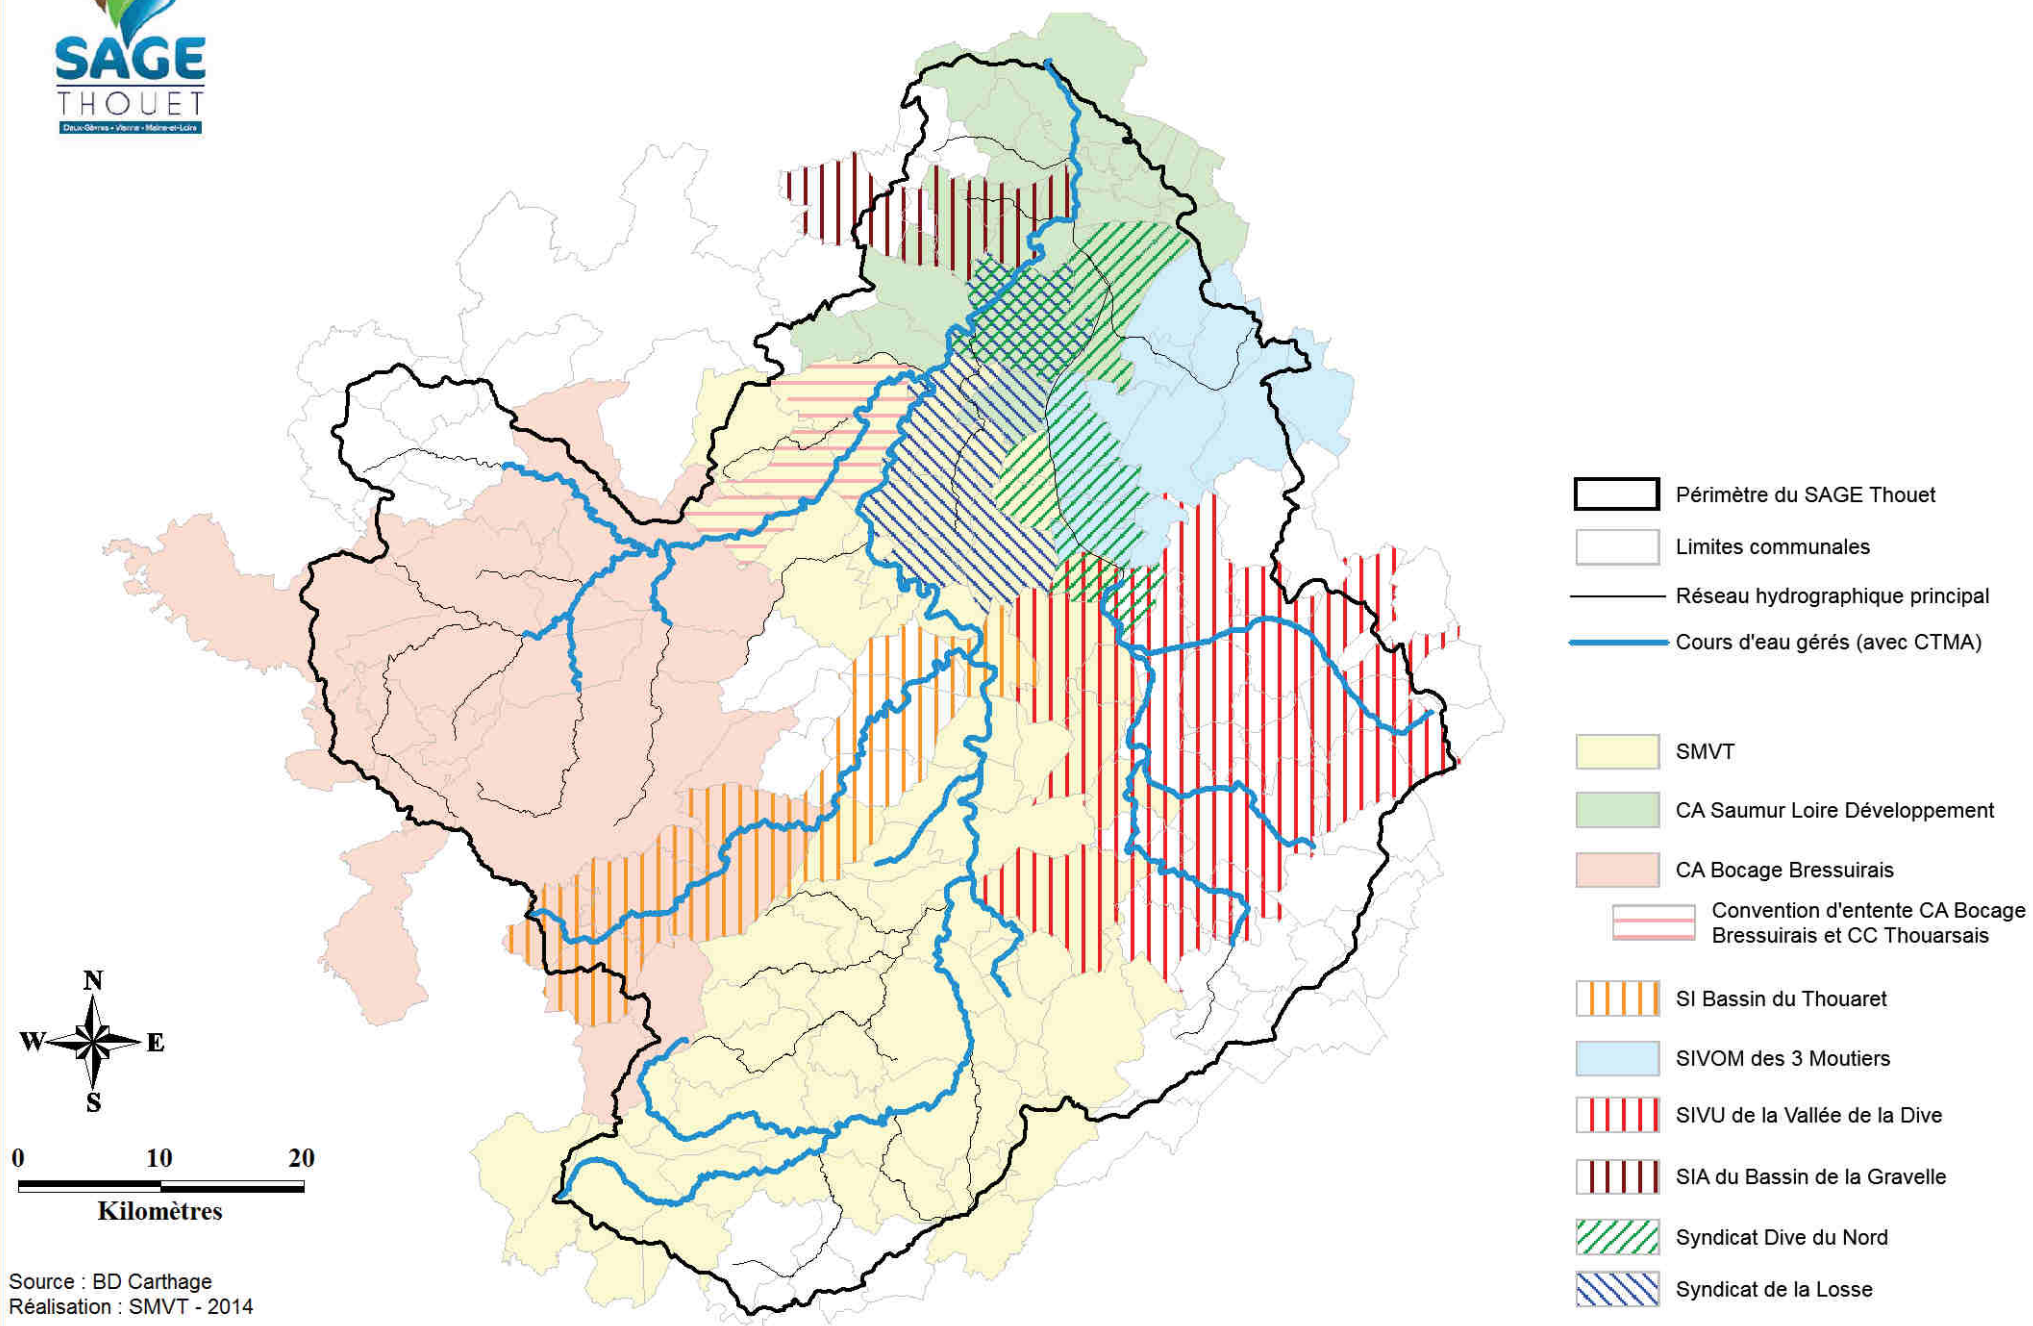 SAGE
THOUET
Deux-Sèvres • Vienne • Maine-et-Loire
Périmètre du SAGE Thouet
Limites communales
Réseau hydrographique principal
Cours d'eau gérés (avec CTMA)
SMVT
CA Saumur Loire Développement
CA Bocage Bressuirais
Convention d'entente CA Bocage
Bressuirais et CC Thouarsais
SI Bassin du Thouaret
SIVOM des 3 Moutiers
SIVU de la Vallée de la Dive
SIA du Bassin de la Gravelle
Syndicat Dive du Nord
Syndicat de la Losse
N
W E
S
0 10 20
Kilomètres
Source : BD Carthage
Réalisation : SMVT - 2014